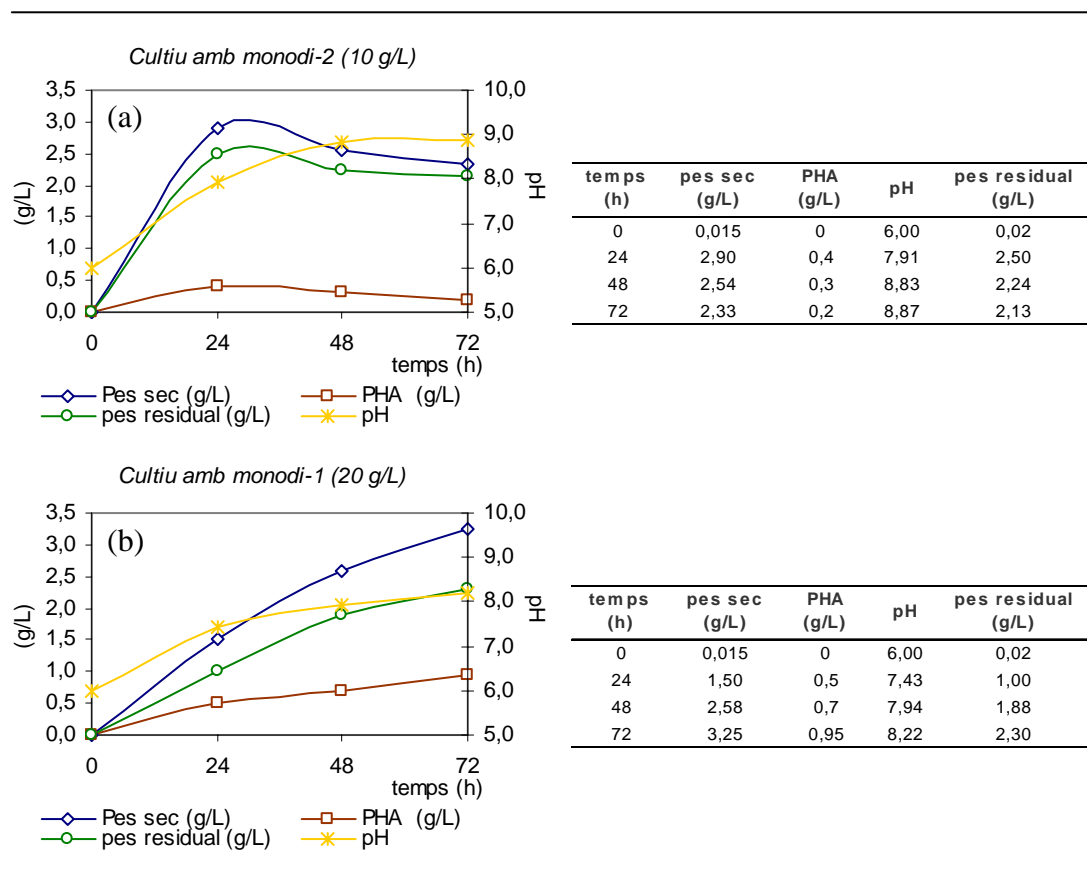 Cultiu amb monodi-2 (10 g/L)
(a)
3,5
3,0
2,5
2,0
1,5
1,0
0,5
0,0
(g/L)
10,0
9,0
8,0
7,0
6,0
5,0
pH
0 24 48 72
temps (h)
Pes sec (g/L) PHA (g/L)
pes residual (g/L) pH
temps pes sec PHA pH pes residual
(h) (g/L) (g/L) (g/L)
0 0,015 0 6,00 0,02
24 2,90 0,4 7,91 2,50
48 2,54 0,3 8,83 2,24
72 2,33 0,2 8,87 2,13
Cultiu amb monodi-1 (20 g/L)
(b)
3,5
3,0
2,5
2,0
1,5
1,0
0,5
0,0
(g/L)
10,0
9,0
8,0
7,0
6,0
5,0
pH
0 24 48 72
temps (h)
Pes sec (g/L) PHA (g/L)
pes residual (g/L) pH
temps pes sec PHA pH pes residual
(h) (g/L) (g/L) (g/L)
0 0,015 0 6,00 0,02
24 1,50 0,5 7,43 1,00
48 2,58 0,7 7,94 1,88
72 3,25 0,95 8,22 2,30